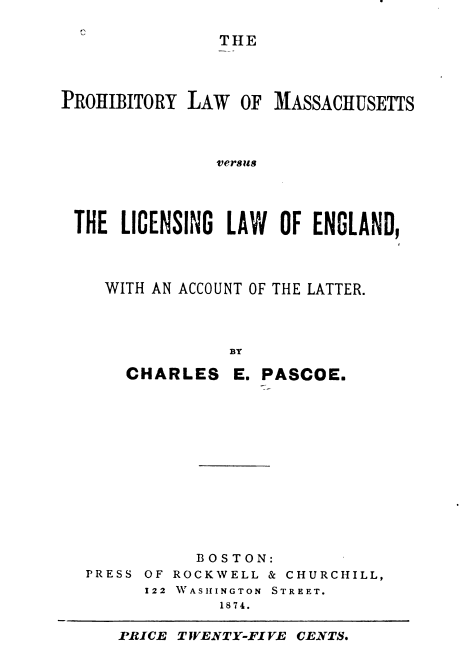 THE
PROHIBITORY LAW OF MASSACHUSETTS
versus
THE LICENSING LAW OF ENGLAND,
WITH AN ACCOUNT OF THE LATTER.
BY
CHARLES E. PASCOE.
BOSTON:
PRESS OF ROCKWELL & CHURCHILL,
122 WASHINGTON STREET.
1874.
PRICE TWENTY-FIVE CENTS.